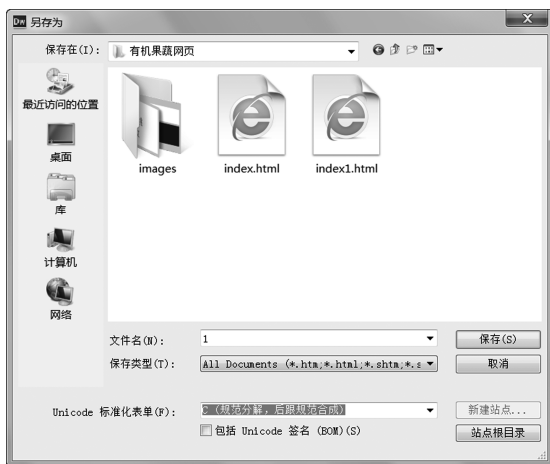 Dw 另存为
保存在(I): 有机果蔬网页
最近访问的位置
桌面
库
计算机
网络
images index.html index1.html
文件名(N): 1 保存(S)
保存类型(T): All Documents (*.htm;*.html;*.shtm;*.s 取消
Unicode 标准化表单(F): C (规范分解，后跟规范合成) 新建站点...
包括 Unicode 签名 (BOM)(S) 站点根目录